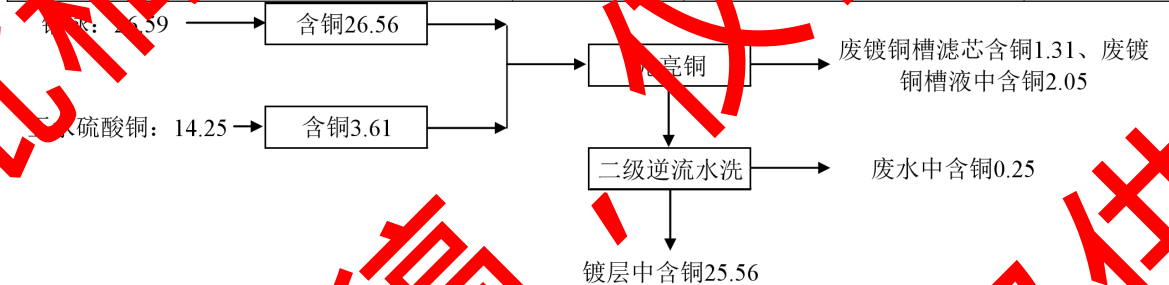 26.59
含铜26.56
亮铜
废镀铜槽滤芯含铜1.31、废镀
铜槽液中含铜2.05
水硫酸铜：14.25
含铜3.61
二级逆流水洗
废水中含铜0.25
镀层中含铜25.56